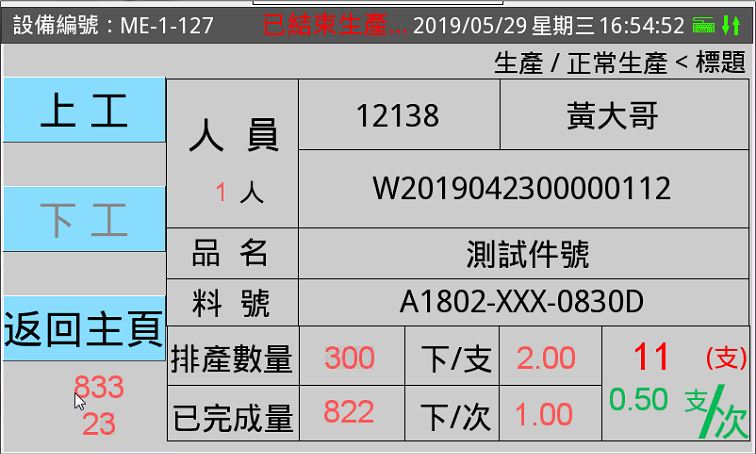 設備編號：ME-1-127 已結束生產... 2019/05/29 星期三 16:54:52
生產 / 正常生產 < 標題
上 工 人 員 12138 黃大哥
1 人 W2019042300000112
下 工
品 名 測試件號
料 號 A1802-XXX-0830D
返回主頁
排產數量 300 下/支 2.00 11 (支)
833
23
已完成量 822 下/次 1.00 0.50 支/次